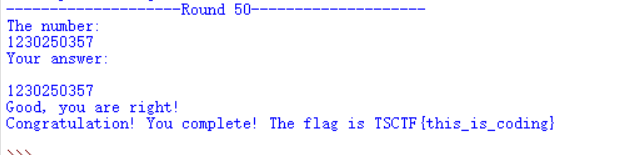 --------------------Round 50--------------------
The number:
1230250357
Your answer:
1230250357
Good, you are right!
Congratulation! You complete! The flag is TSCTF{this_is_coding}
>>>